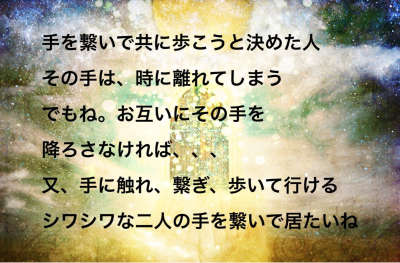 手を繋いで共に歩こうと決めた人
その手は、時に離れてしまう
でもね。お互いにその手を
降ろさなければ、、、
又、手に触れ、繋ぎ、歩いて行ける
シワシワな二人の手を繋いで居たいね